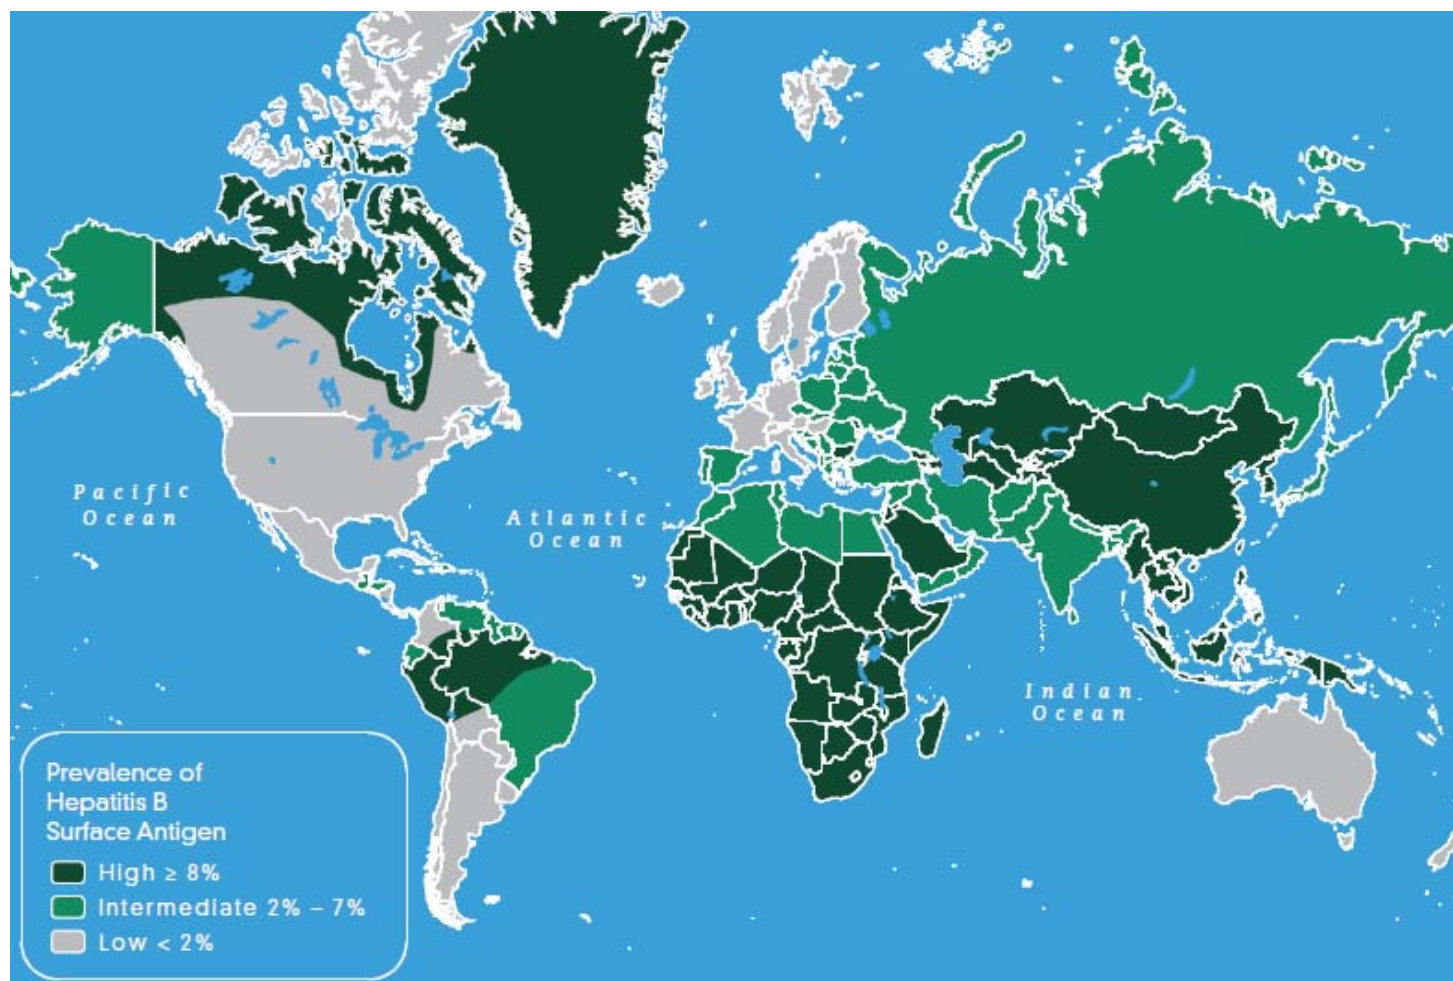 Pacific
Ocean
Atlantic
Ocean
Indian
Ocean
Prevalence of
Hepatitis B
Surface Antigen
High ≥ 8%
Intermediate 2% – 7%
Low < 2%